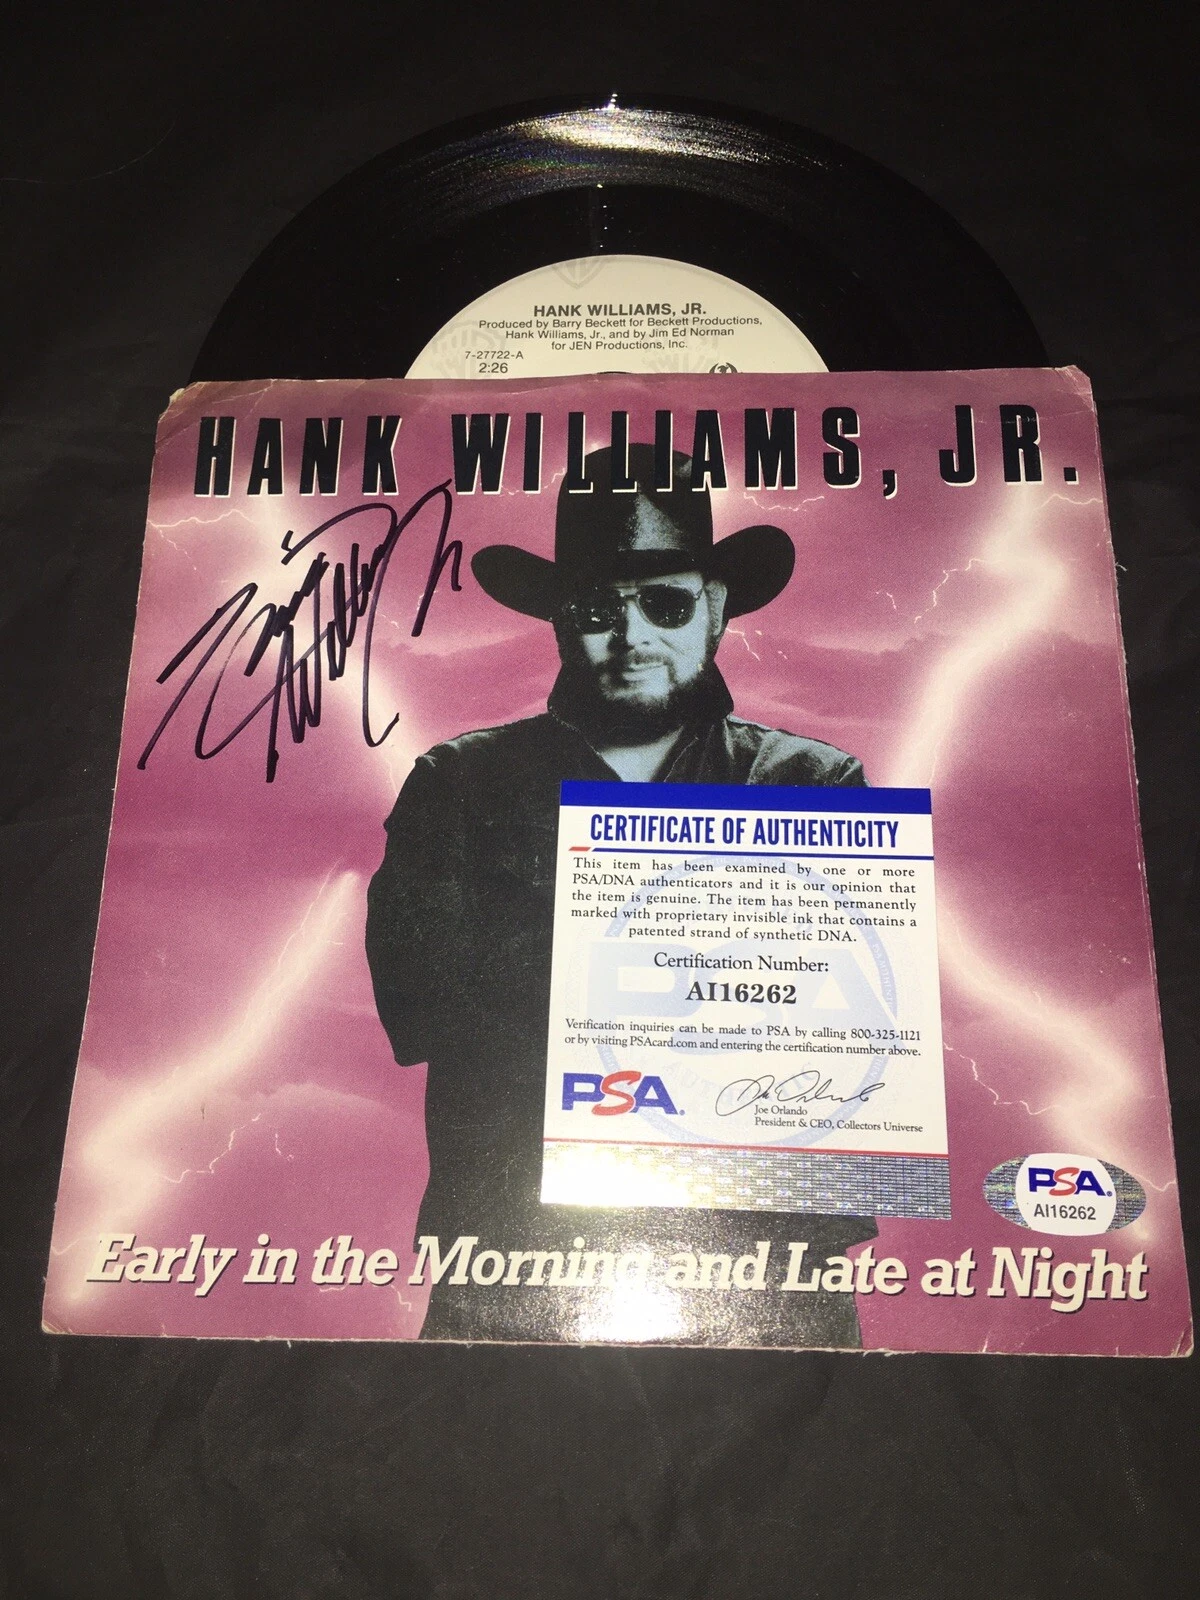 HANK WILLIAMS, JR.
Produced by Barry Beckett for Beckett Productions,
Hank Williams, Jr., and by Jim Ed Norman
for JEN Productions, Inc.
7-27722-A
2:26
HANK WILLIAMS, JR.
CERTIFICATE OF AUTHENTICITY
This item has been examined by one or more
PSA/DNA authenticators and it is our opinion that
the item is genuine. The item has been permanently
marked with proprietary invisible ink that contains a
patented strand of synthetic DNA.
Certification Number:
AI16262
Verification inquiries can be made to PSA by calling 800-325-1121
or by visiting PSAcard.com and entering the certification number above.
PSA.
Joe Orlando
President & CEO, Collectors Universe
PSA.
AI16262
Early in the Morning and Late at Night